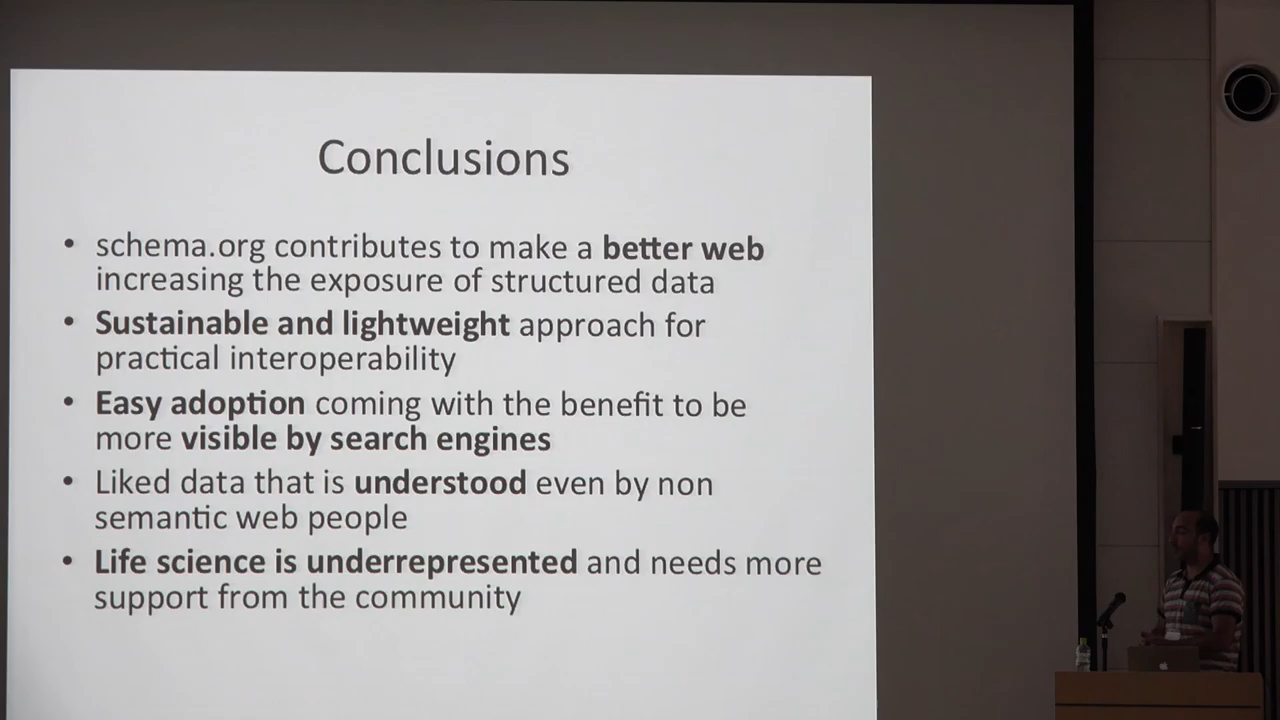 Conclusions
• schema.org contributes to make a better web
increasing the exposure of structured data
• Sustainable and lightweight approach for
practical interoperability
• Easy adoption coming with the benefit to be
more visible by search engines
• Liked data that is understood even by non
semantic web people
• Life science is underrepresented and needs more
support from the community